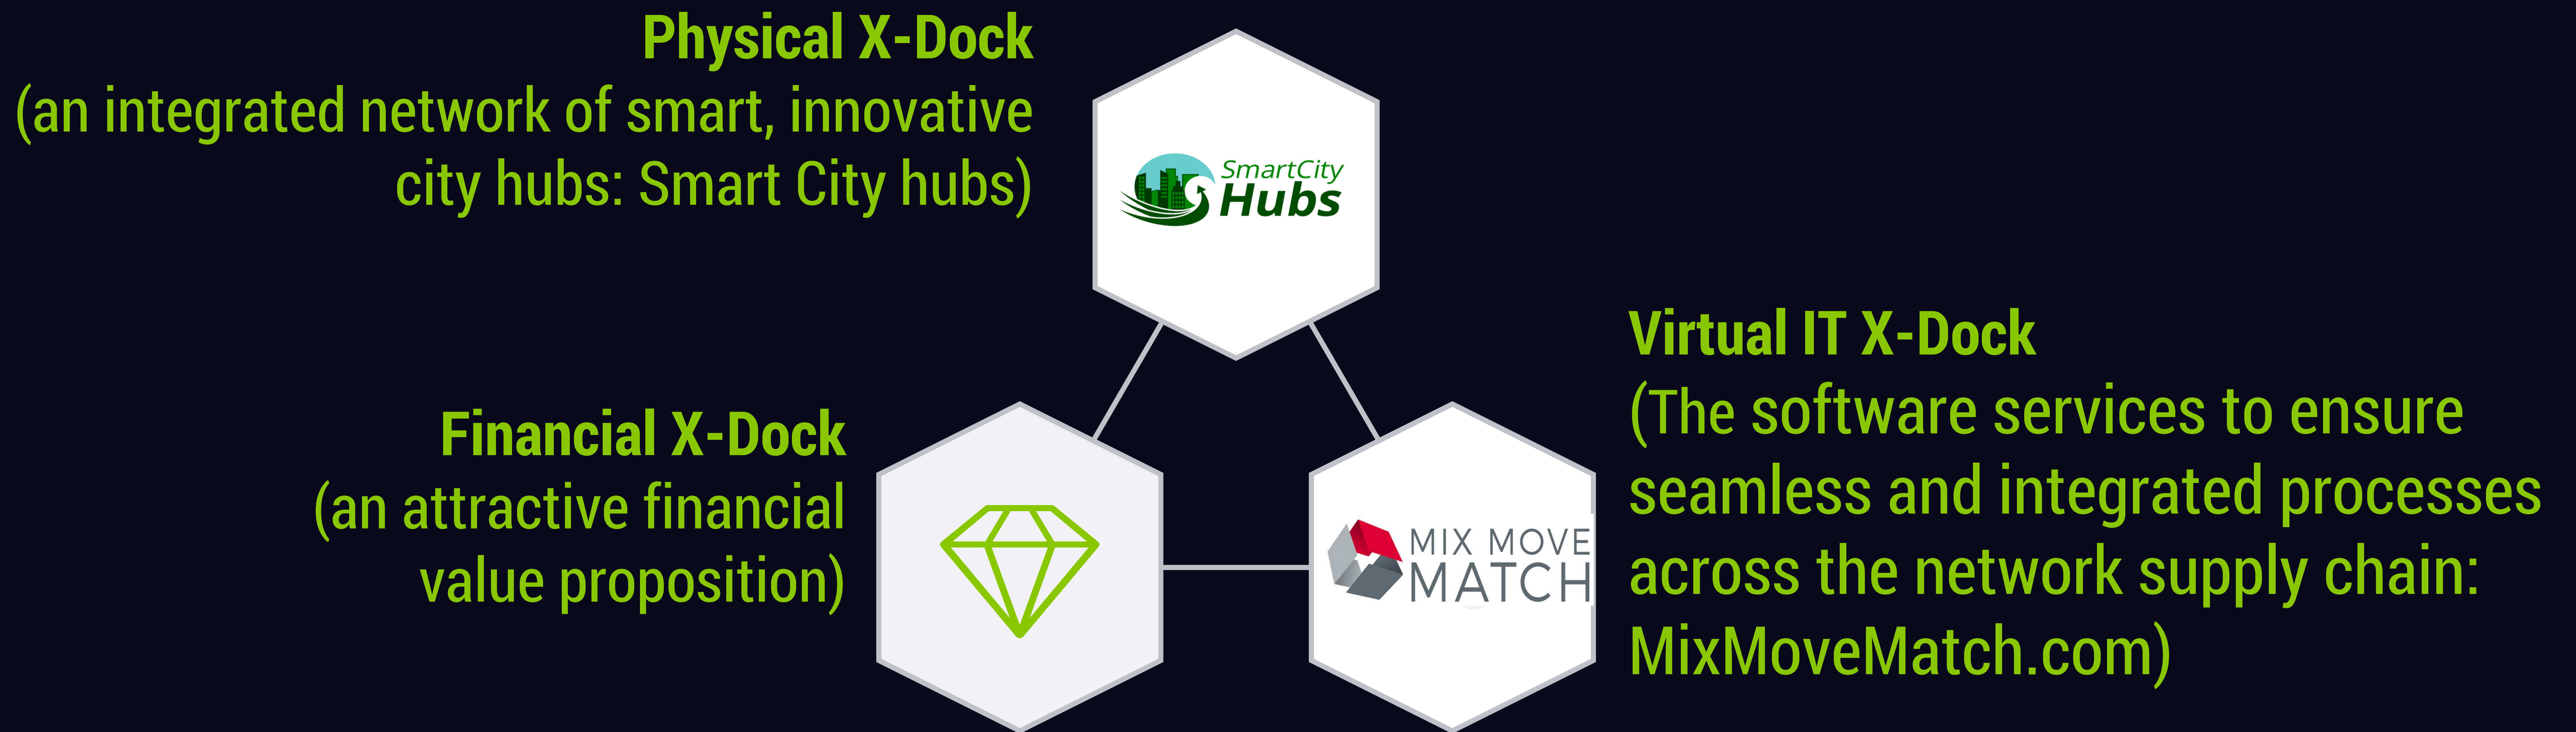 Physical X-Dock
(an integrated network of smart, innovative
city hubs: Smart City hubs)
SmartCity
Hubs
Financial X-Dock
(an attractive financial
value proposition)
MIX MOVE
MATCH
Virtual IT X-Dock
(The software services to ensure
seamless and integrated processes
across the network supply chain:
MixMoveMatch.com)